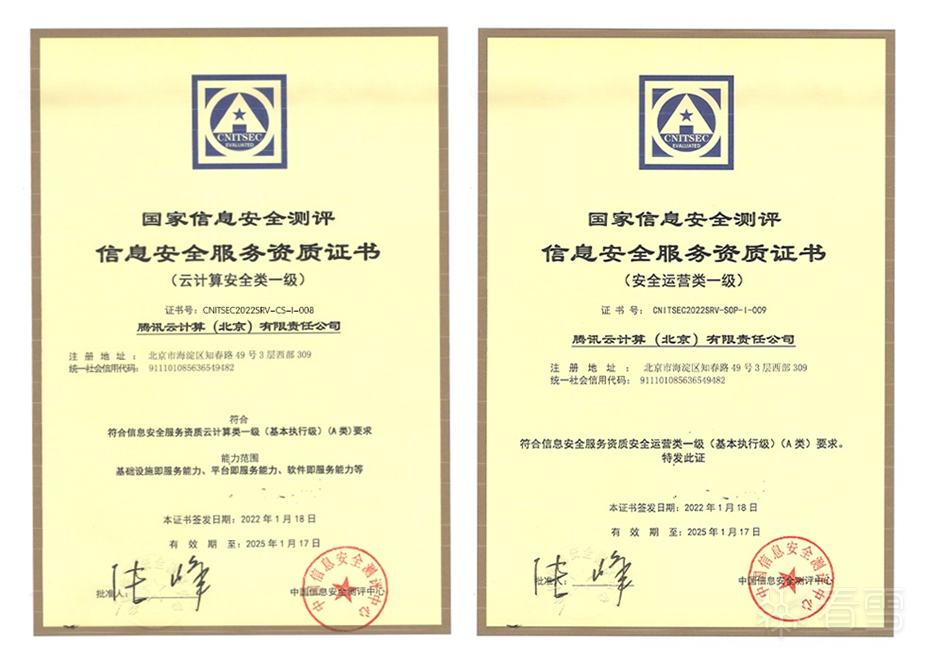 CNITSEC
EVALUATED
国家信息安全测评
信息安全服务资质证书
（云计算安全类一级）
证书号：CNITSEC2022SRV-CS-I-008
腾讯云计算（北京）有限责任公司
注册地址：北京市海淀区知春路49号3层西部309
统一社会信用代码：911101085636549482
符合
符合信息安全服务资质云计算类一级（基本执行级）（A类）要求
能力范围
基础设施即服务能力、平台即服务能力、软件即服务能力等
本证书签发日期：2022年1月18日
有效期至：2025年1月17日
批准人：
中国信息安全测评中心
中国信息安全测评中心
CNITSEC
EVALUATED
国家信息安全测评
信息安全服务资质证书
（安全运营类一级）
证书号：CNITSEC2022SRV-SOP-I-009
腾讯云计算（北京）有限责任公司
注册地址：北京市海淀区知春路49号3层西部309
统一社会信用代码：911101085636549482
符合信息安全服务资质安全运营类一级（基本执行级）（A类）要求。
特发此证
本证书签发日期：2022年1月18日
有效期至：2025年1月17日
批准人：
中国信息安全测评中心
中国信息安全测评中心
看雪